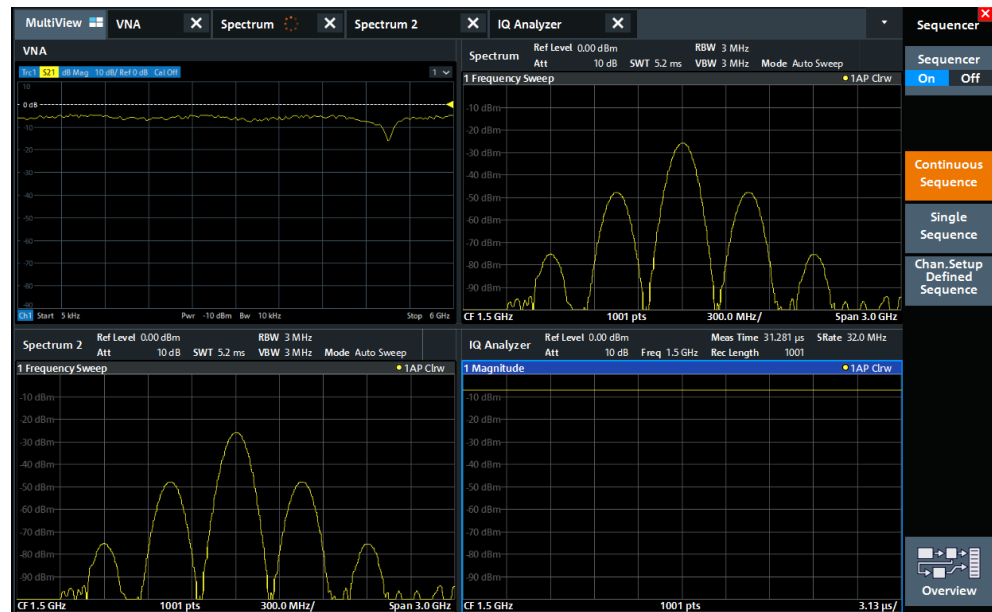 MultiView VNA Spectrum Spectrum 2 IQ Analyzer
Sequencer
Sequencer
On Off
Continuous
Sequence
Single
Sequence
Chan.Setup
Defined
Sequence
Overview
VNA
Trc1 S21 dB Mag 10 dB/ Ref 0 dB Cal Off 1
10
0 dB
-10
-20
-30
-40
-50
-60
-70
-80
-90
Ch1 Start 5 kHz Pwr -10 dBm Bw 10 kHz Stop 6 GHz
Spectrum
Ref Level 0.00 dBm RBW 3 MHz
Att 10 dB SWT 5.2 ms VBW 3 MHz Mode Auto Sweep
1 Frequency Sweep 1AP Clrw
-10 dBm
-20 dBm
-30 dBm
-40 dBm
-50 dBm
-60 dBm
-70 dBm
-80 dBm
-90 dBm
CF 1.5 GHz 1001 pts 300.0 MHz/ Span 3.0 GHz
Spectrum 2
Ref Level 0.00 dBm RBW 3 MHz
Att 10 dB SWT 5.2 ms VBW 3 MHz Mode Auto Sweep
1 Frequency Sweep 1AP Clrw
-10 dBm
-20 dBm
-30 dBm
-40 dBm
-50 dBm
-60 dBm
-70 dBm
-80 dBm
-90 dBm
CF 1.5 GHz 1001 pts 300.0 MHz/ Span 3.0 GHz
IQ Analyzer
Ref Level 0.00 dBm Meas Time 31.281 µs SRate 32.0 MHz
Att 10 dB Freq 1.5 GHz Rec Length 1001
1 Magnitude 1AP Clrw
-10 dBm
-20 dBm
-30 dBm
-40 dBm
-50 dBm
-60 dBm
-70 dBm
-80 dBm
-90 dBm
CF 1.5 GHz 1001 pts 3.13 µs/